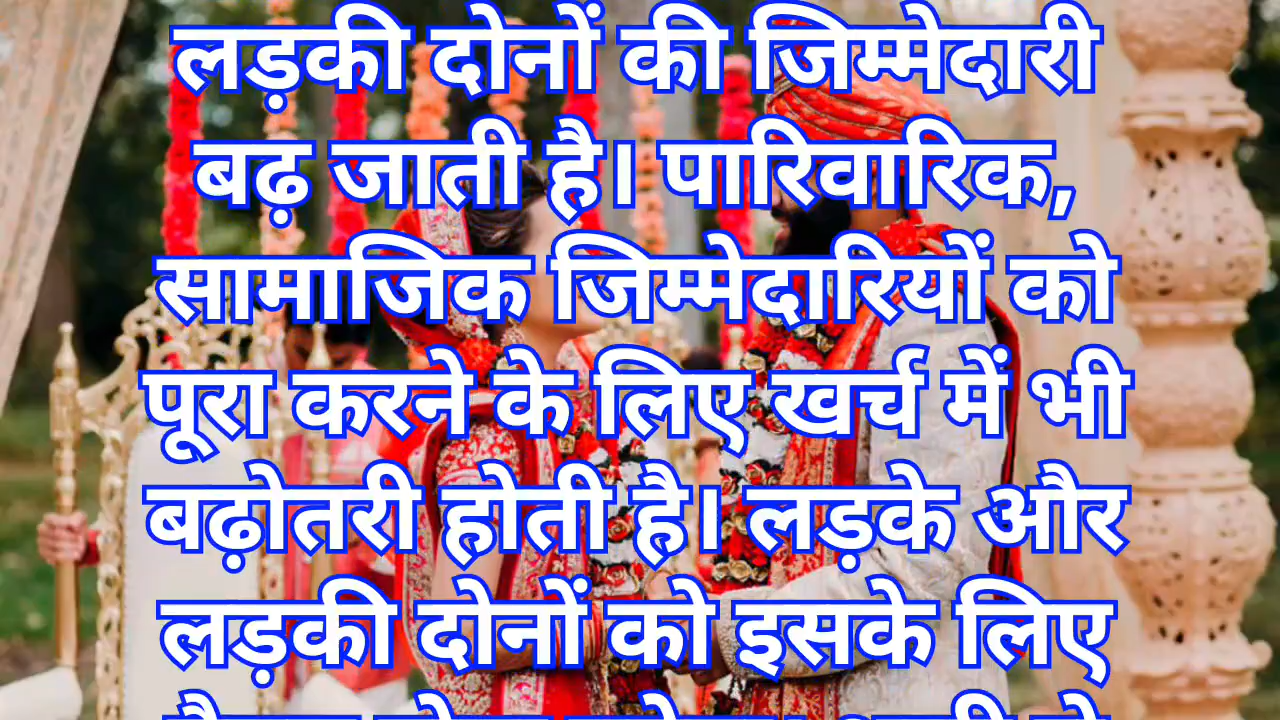 लड़की दोनों की जिम्मेदारी
बढ़ जाती है। पारिवारिक,
सामाजिक जिम्मेदारियों को
पूरा करने के लिए खर्च में भी
बढ़ोतरी होती है। लड़के और
लड़की दोनों को इसके लिए